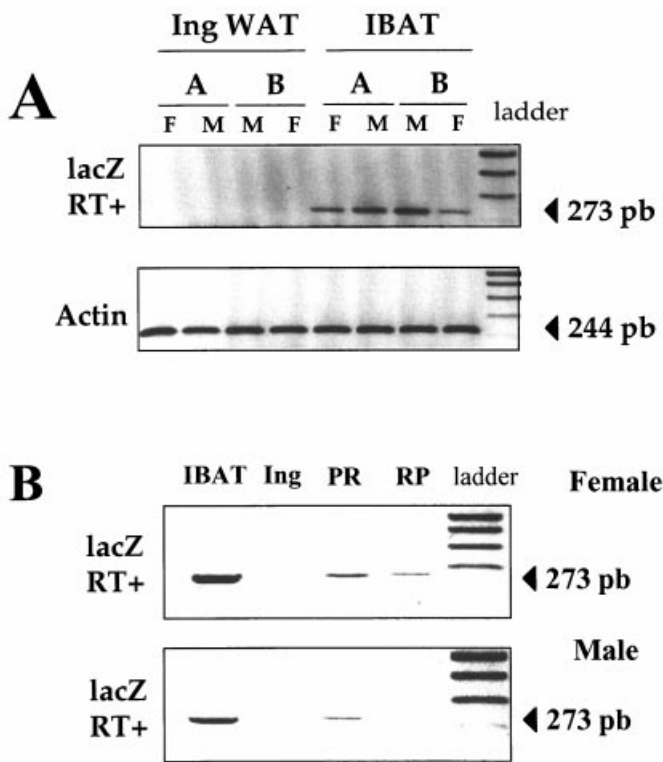 Ing WAT IBAT
A
A B A B
F M M F F M M F ladder
lacZ
RT+
273 pb
Actin
244 pb
B
IBAT Ing PR RP ladder Female
lacZ
RT+
273 pb
Male
lacZ
RT+
273 pb